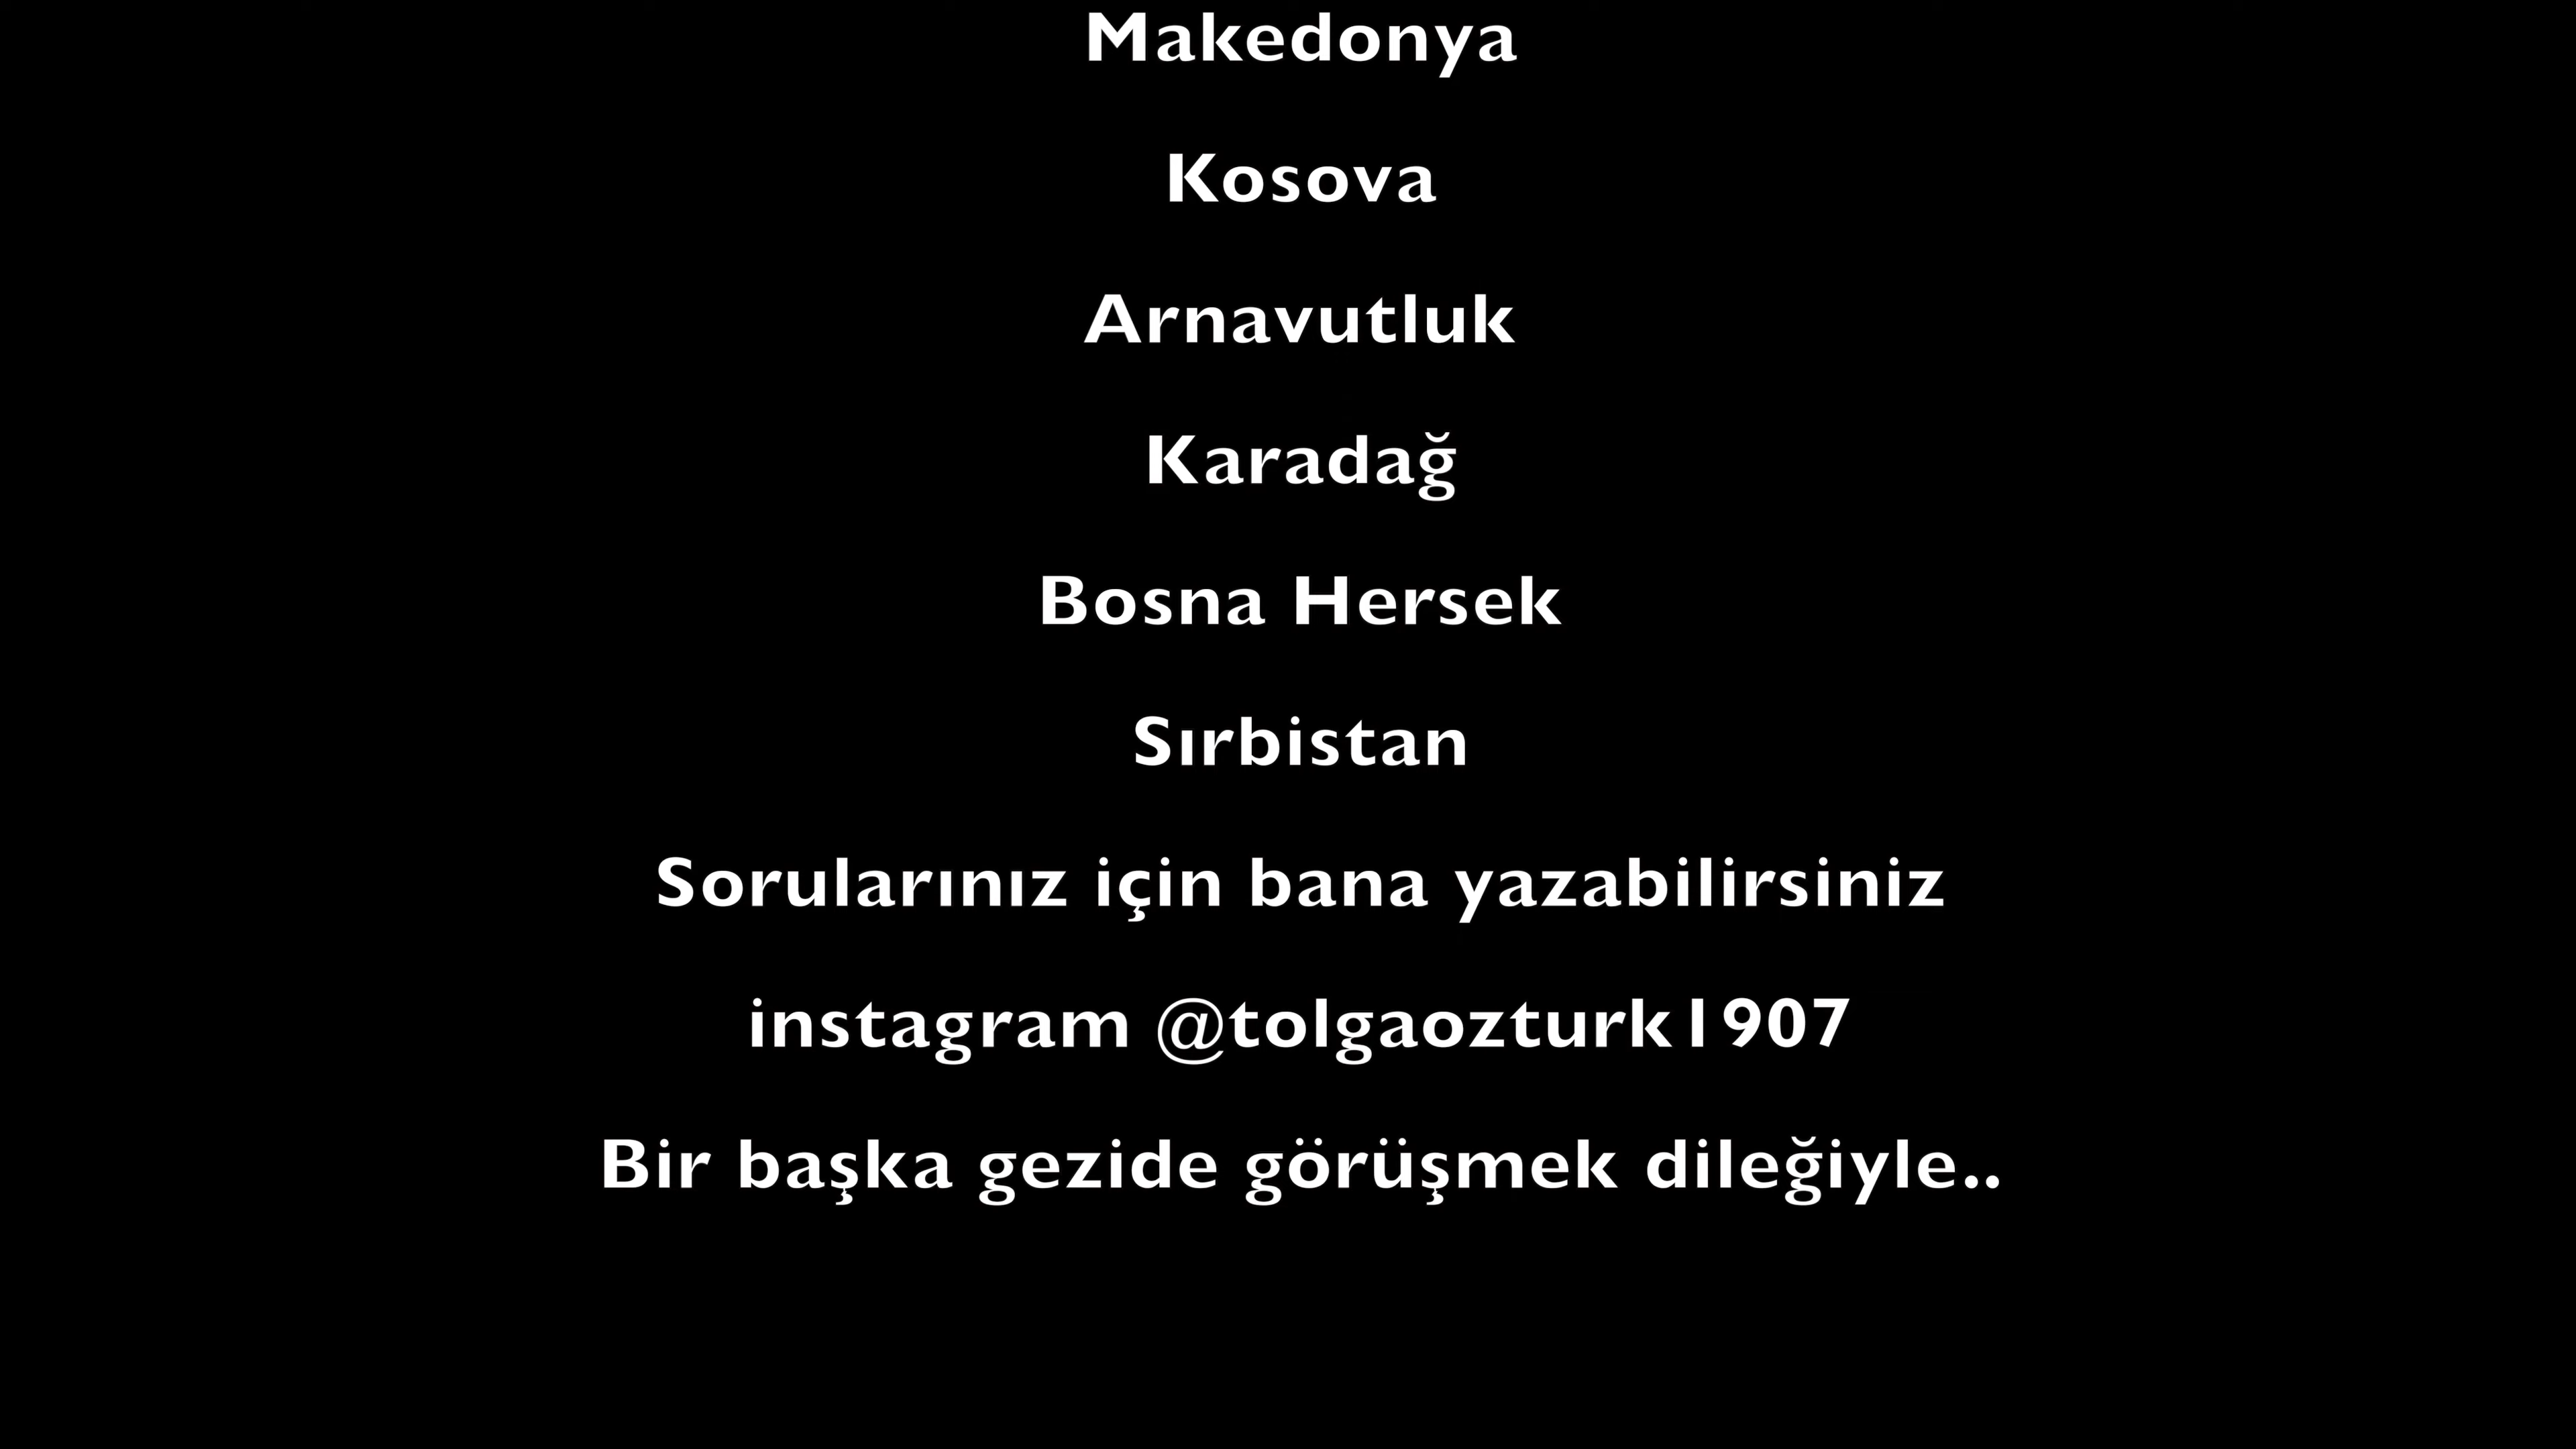 Makedonya
Kosova
Arnavutluk
Karadağ
Bosna Hersek
Sırbistan
Sorularınız için bana yazabilirsiniz
instagram @tolgaozturk1907
Bir başka gezide görüşmek dileğiyle..